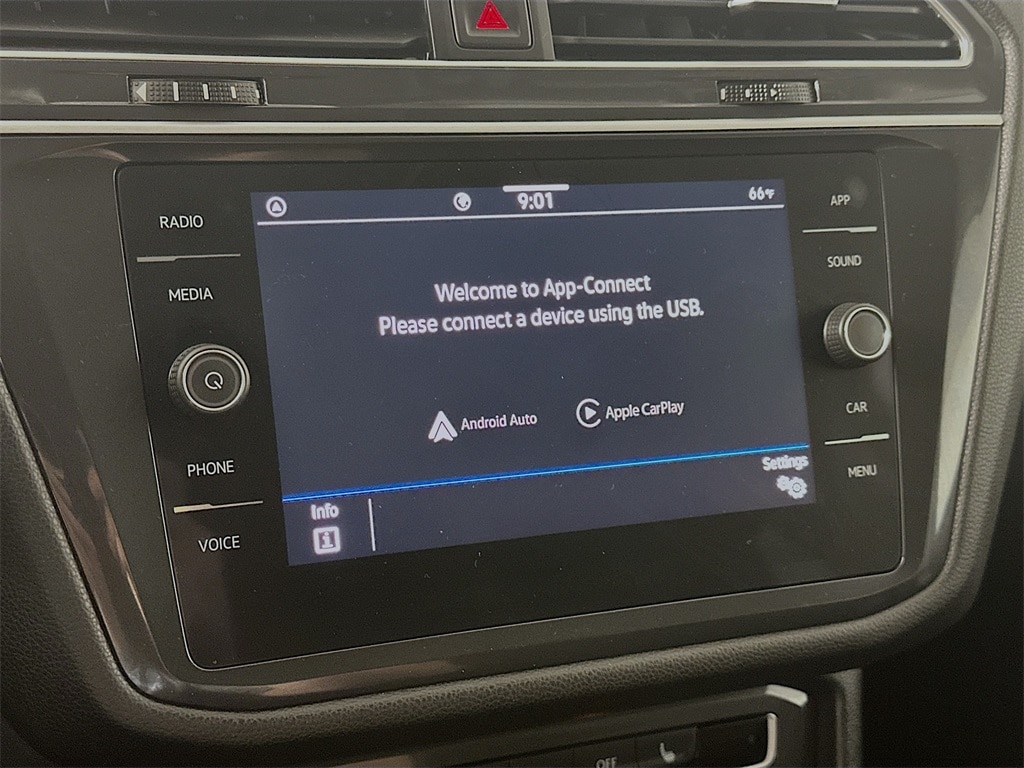 RADIO
MEDIA
PHONE
VOICE
9:01
66°F
Welcome to App-Connect
Please connect a device using the USB.
Android Auto
Apple CarPlay
Settings
Info
i
APP
SOUND
CAR
MENU
OFF